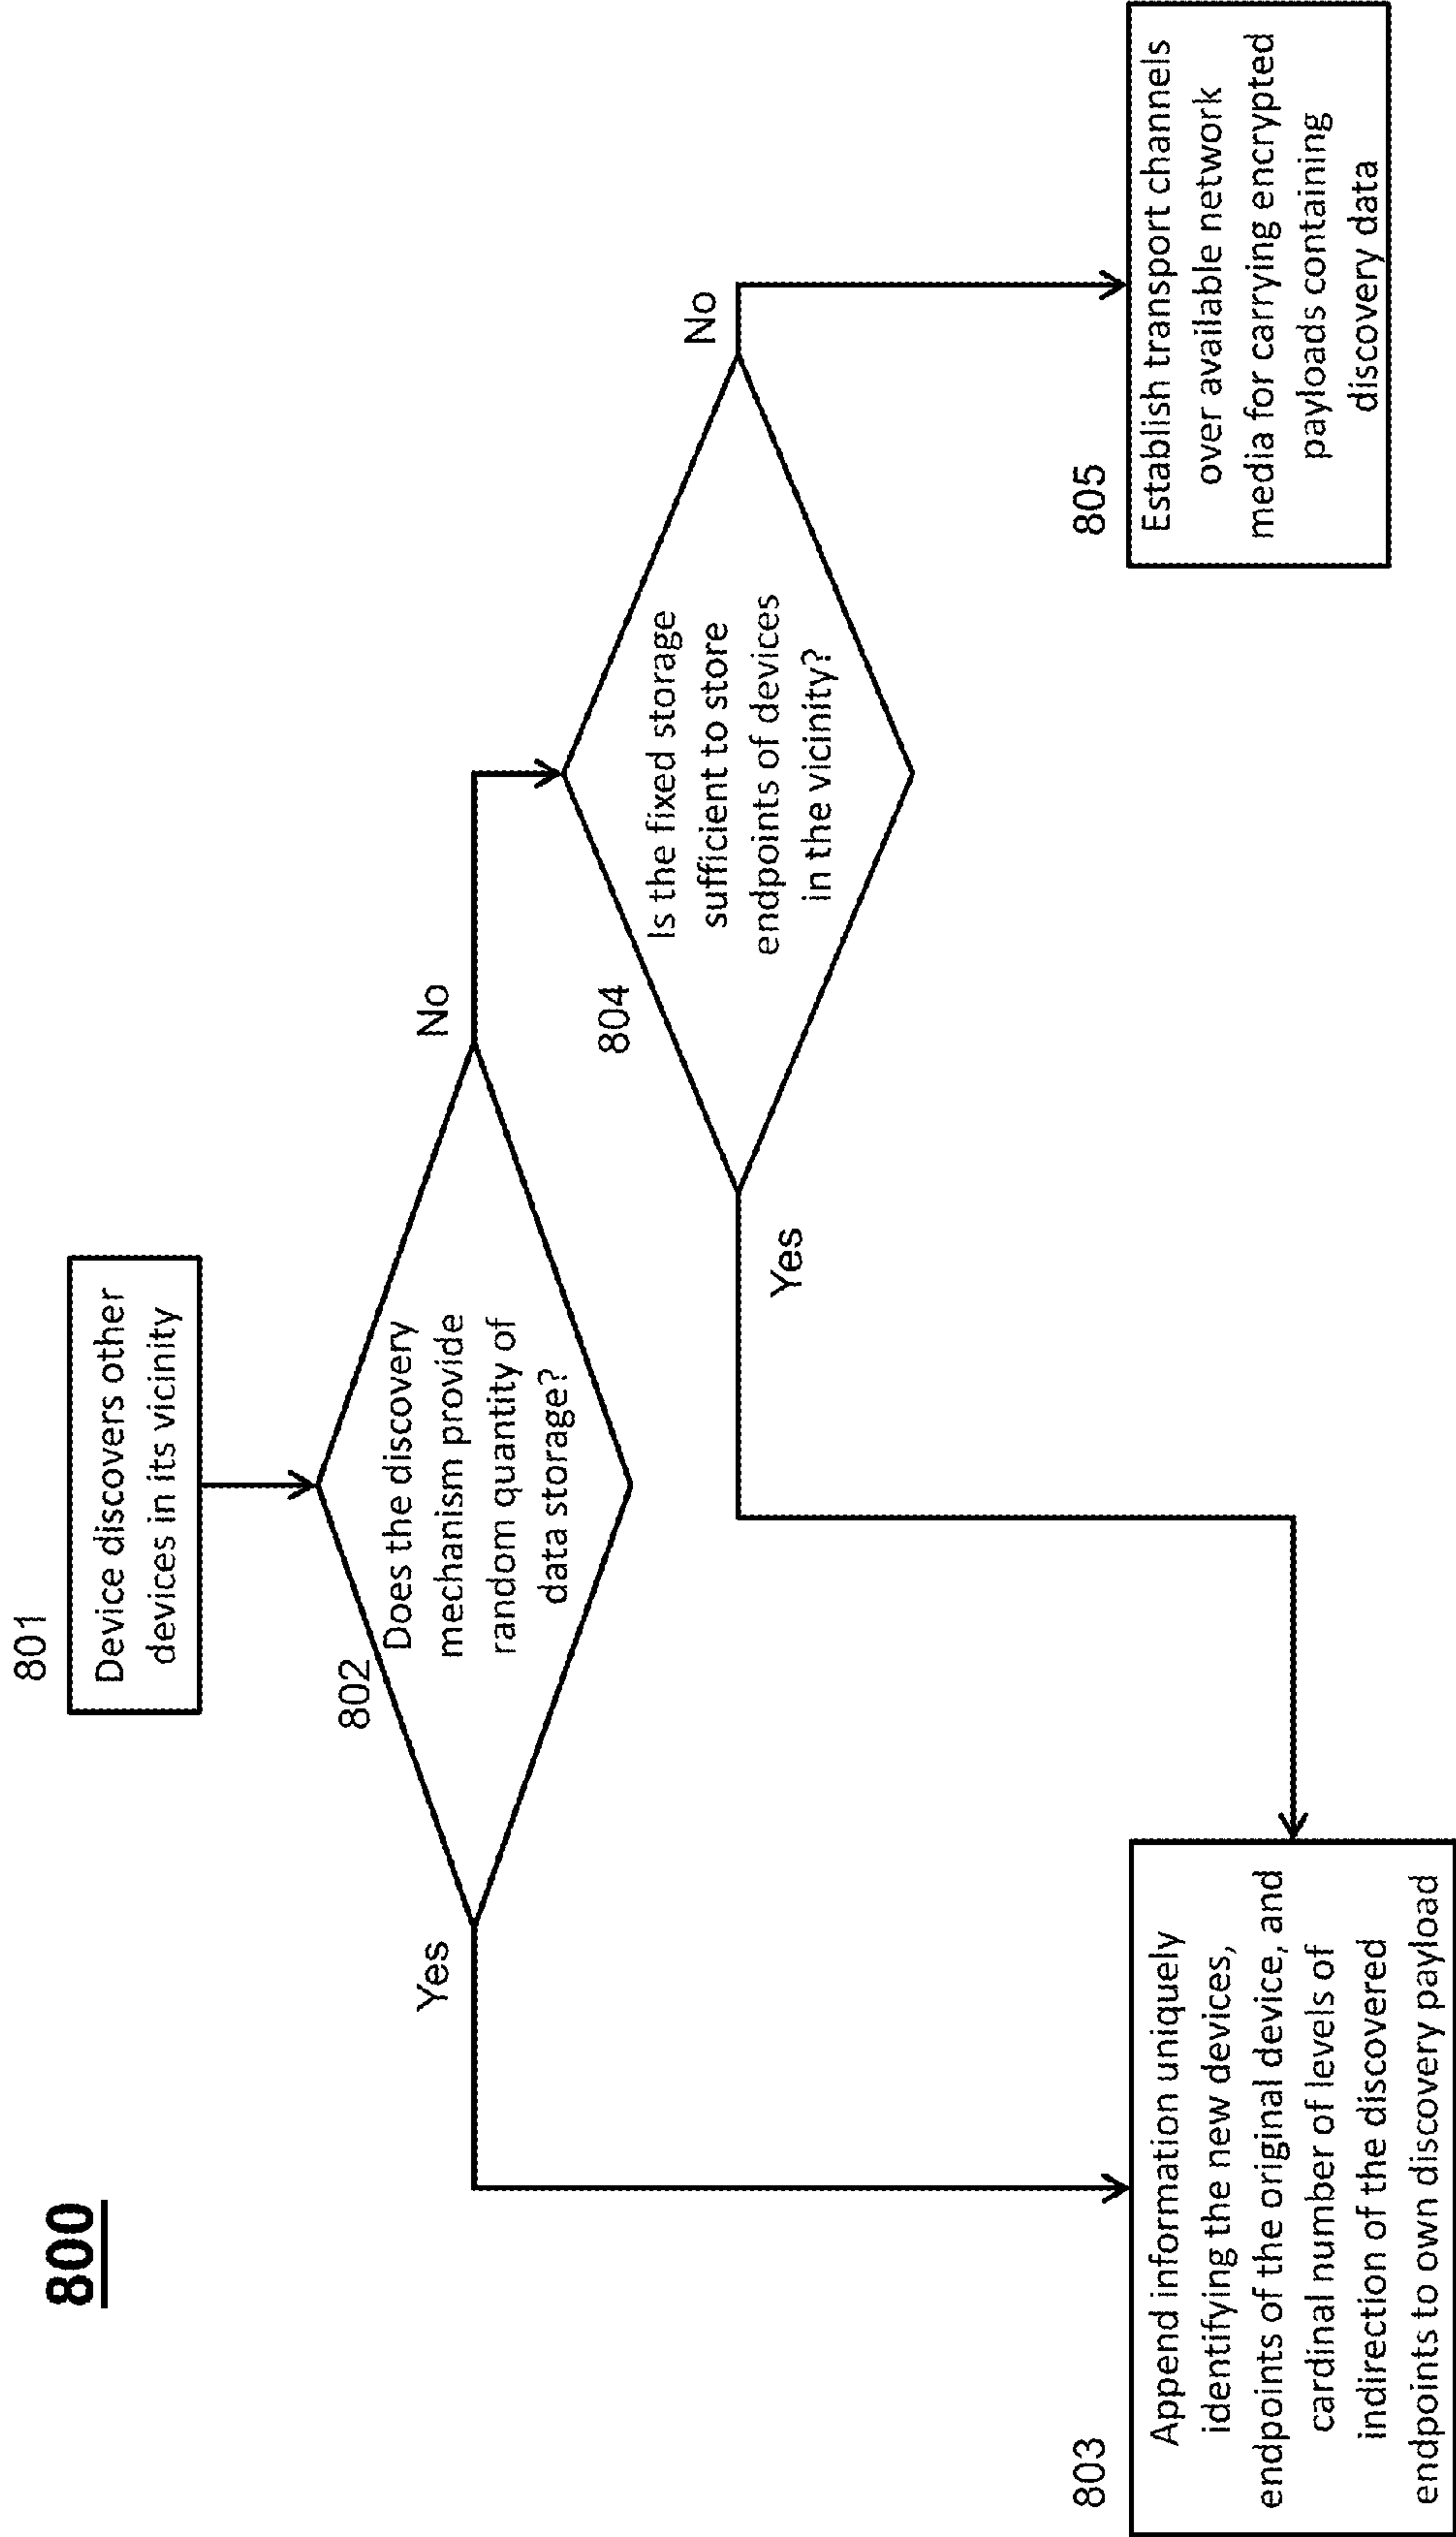 800
801
Device discovers other
devices in its vicinity
802
Does the discovery
mechanism provide
random quantity of
data storage?
Yes
No
804
Is the fixed storage
sufficient to store
endpoints of devices
in the vicinity?
Yes
No
803
Append information uniquely
identifying the new devices,
endpoints of the original device, and
cardinal number of levels of
indirection of the discovered
endpoints to own discovery payload
805
Establish transport channels
over available network
media for carrying encrypted
payloads containing
discovery data